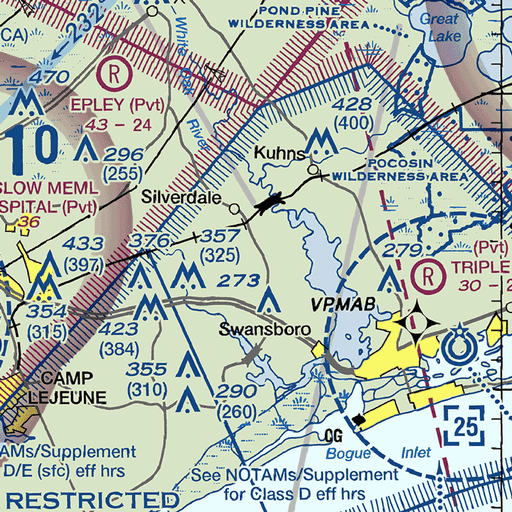 CA)
232
POND PINE
WILDERNESS AREA
Great
Lake
White Oak
River
470
R
EPLEY (Pvt)
43 - 24
428
(400)
10
296
(255)
Kuhns
POCOSIN
WILDERNESS AREA
SLOW MEML
SPITAL (Pvt)
36
Silverdale
433
(397)
376
357
(325)
279
(Pvt)
R
TRIPLE
30 - 2
273
VPMAB
354
(315)
423
(384)
Swansboro
355
(310)
CAMP
LEJEUNE
290
(260)
CG
Bogue
Inlet
25
AMs/Supplement
D/E (sfc) eff hrs
See NOTAMs/Supplement
for Class D eff hrs
RESTRICTED